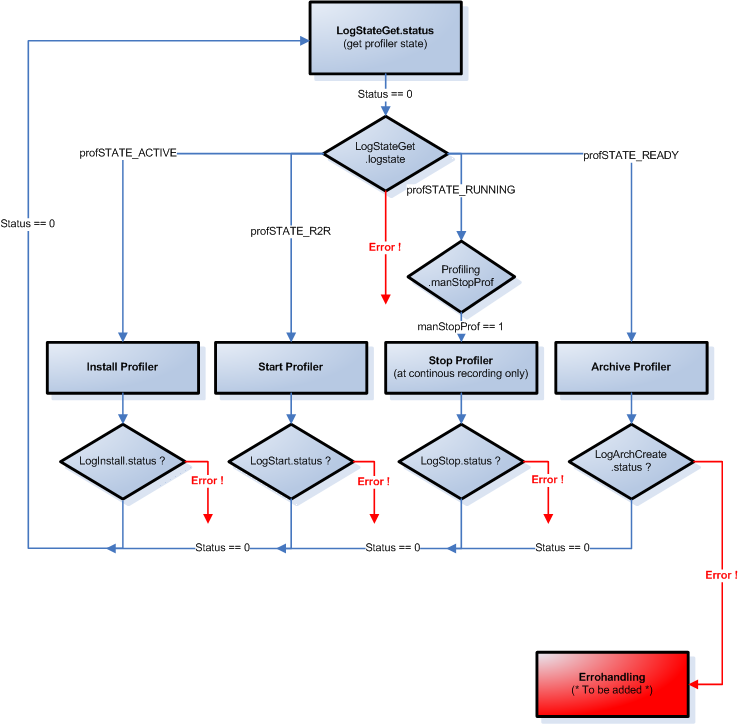 LogStateGet.status
(get profiler state)
Status == 0
LogStateGet
.logstate
profSTATE_ACTIVE
profSTATE_READY
profSTATE_RUNNING
Status == 0
profSTATE_R2R
Error !
Profiling
.manStopProf
manStopProf == 1
Install Profiler
Start Profiler
Stop Profiler
(at continous recording only)
Archive Profiler
LogInstall.status ?
Error !
LogStart.status ?
Error !
LogStop.status ?
Error !
LogArchCreate
.status ?
Status == 0
Status == 0
Status == 0
Error !
Errohandling
(* To be added *)